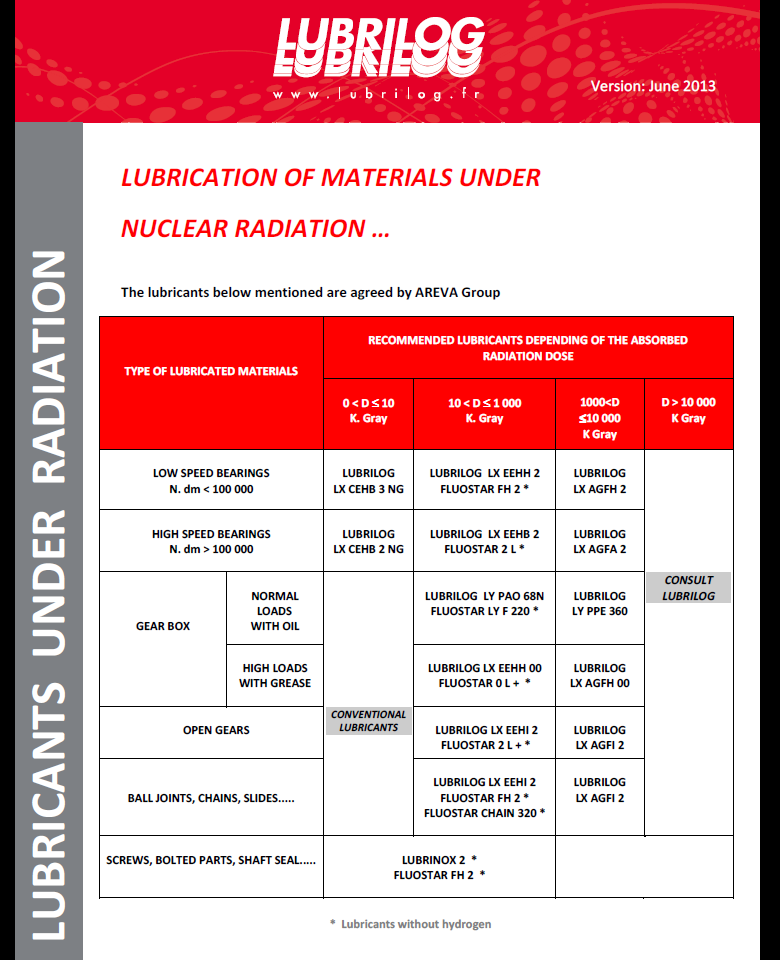 LUBRILOG
www.lubrilog.fr
Version: June 2013
LUBRICANTS UNDER RADIATION
LUBRICATION OF MATERIALS UNDER
NUCLEAR RADIATION ...
The lubricants below mentioned are agreed by AREVA Group
TYPE OF LUBRICATED MATERIALS
RECOMMENDED LUBRICANTS DEPENDING OF THE ABSORBED
RADIATION DOSE
0 < D ≤ 10
K. Gray
10 < D ≤ 1 000
K. Gray
1000<D
≤10 000
K Gray
D > 10 000
K Gray
LOW SPEED BEARINGS
N. dm < 100 000
LUBRILOG
LX CEHB 3 NG
LUBRILOG LX EEHH 2
FLUOSTAR FH 2 *
LUBRILOG
LX AGFH 2
HIGH SPEED BEARINGS
N. dm > 100 000
LUBRILOG
LX CEHB 2 NG
LUBRILOG LX EEHB 2
FLUOSTAR 2 L *
LUBRILOG
LX AGFA 2
CONSULT
LUBRILOG
GEAR BOX
NORMAL
LOADS
WITH OIL
LUBRILOG LY PAO 68N
FLUOSTAR LY F 220 *
LUBRILOG
LY PPE 360
HIGH LOADS
WITH GREASE
LUBRILOG LX EEHH 00
FLUOSTAR 0 L + *
LUBRILOG
LX AGFH 00
CONVENTIONAL
LUBRICANTS
OPEN GEARS
LUBRILOG LX EEHI 2
FLUOSTAR 2 L + *
LUBRILOG
LX AGFI 2
BALL JOINTS, CHAINS, SLIDES.....
LUBRILOG LX EEHI 2
FLUOSTAR FH 2 *
FLUOSTAR CHAIN 320 *
LUBRILOG
LX AGFI 2
SCREWS, BOLTED PARTS, SHAFT SEAL.....
LUBRINOX 2 *
FLUOSTAR FH 2 *
* Lubricants without hydrogen